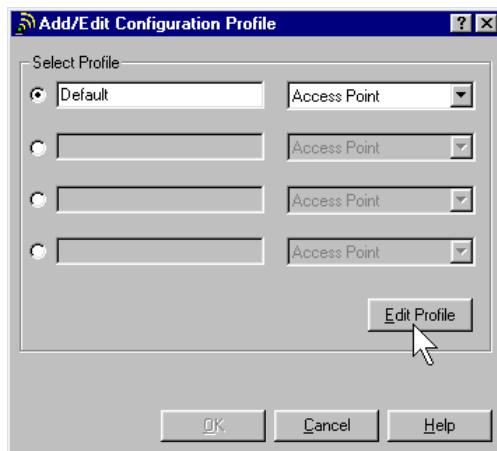 Add/Edit Configuration Profile ? X
Select Profile
Default Access Point
Access Point
Access Point
Access Point
Edit Profile
OK Cancel Help